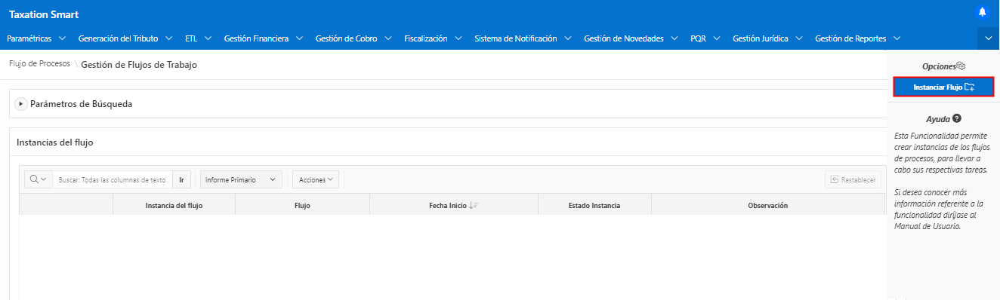 Taxation Smart
Paramétricas Generación del Tributo ETL Gestión Financiera Gestión de Cobro Fiscalización Sistema de Notificación Gestión de Novedades PQR Gestión Jurídica Gestión de Reportes
Flujo de Procesos \ Gestión de Flujos de Trabajo
Opciones
Instanciar Flujo
Parámetros de Búsqueda
Ayuda
Esta Funcionalidad permite
crear instancias de los flujos
de procesos, para llevar a
cabo sus respectivas tareas.
Si desea conocer más
información referente a la
funcionalidad diríjase al
Manual de Usuario.
Instancias del flujo
Buscar: Todas las columnas de texto Ir Informe Primario Acciones Restablecer
Instancia del flujo Flujo Fecha Inicio Estado Instancia Observación